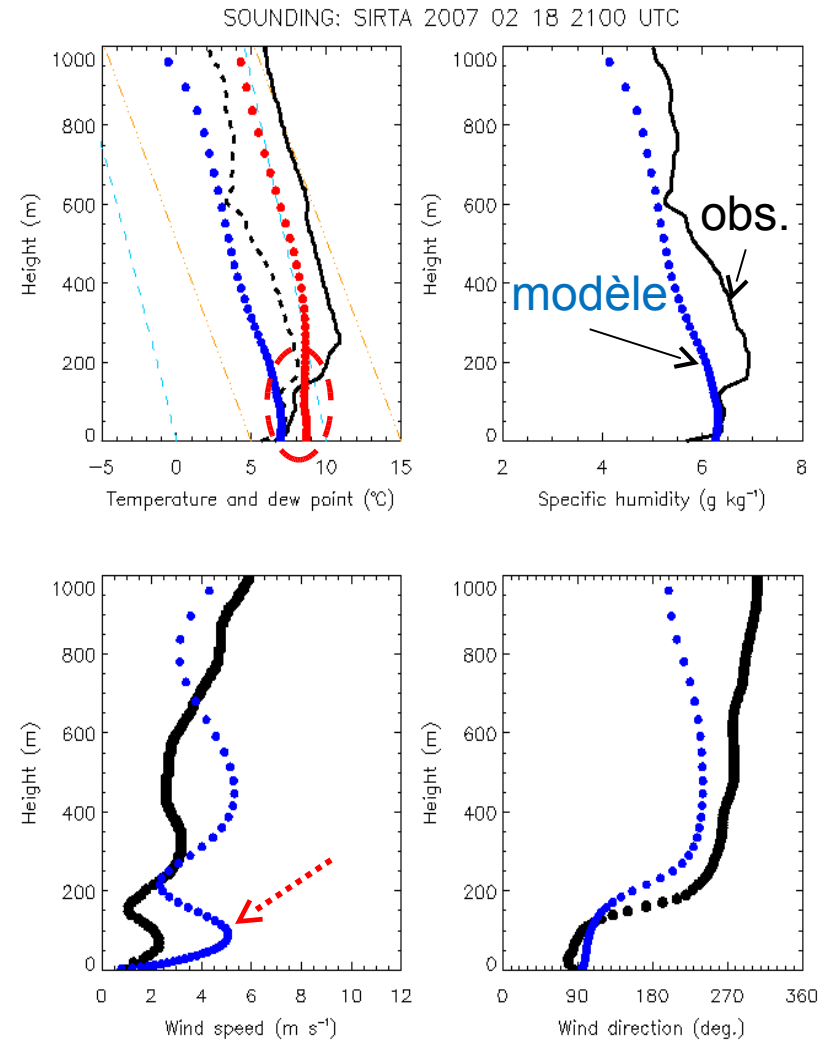 SOUNDING: SIRTA 2007 02 18 2100 UTC
1000
800
600
400
200
0
Height (m)
−5 0 5 10 15
Temperature and dew point (°C)
1000
800
600
400
200
0
Height (m)
obs.
modèle
2 4 6 8
Specific humidity (g kg⁻¹)
1000
800
600
400
200
0
Height (m)
0 2 4 6 8 10 12
Wind speed (m s⁻¹)
1000
800
600
400
200
0
Height (m)
0 90 180 270 360
Wind direction (deg.)